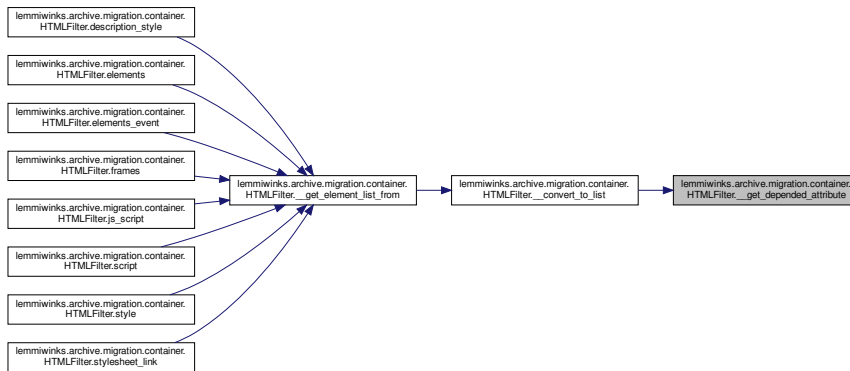 lemmiwinks.archive.migration.container.
HTMLFilter.description_style
lemmiwinks.archive.migration.container.
HTMLFilter.elements
lemmiwinks.archive.migration.container.
HTMLFilter.elements_event
lemmiwinks.archive.migration.container.
HTMLFilter.frames
lemmiwinks.archive.migration.container.
HTMLFilter.js_script
lemmiwinks.archive.migration.container.
HTMLFilter.script
lemmiwinks.archive.migration.container.
HTMLFilter.style
lemmiwinks.archive.migration.container.
HTMLFilter.stylesheet_link
lemmiwinks.archive.migration.container.
HTMLFilter.__get_element_list_from
lemmiwinks.archive.migration.container.
HTMLFilter.__convert_to_list
lemmiwinks.archive.migration.container.
HTMLFilter.__get_depended_attribute